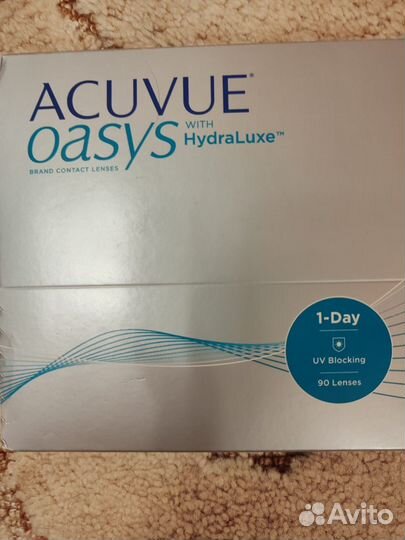 ACUVUE®
oasys WITH HydraLuxe™
BRAND CONTACT LENSES
1-Day
UV Blocking
90 Lenses
Avito